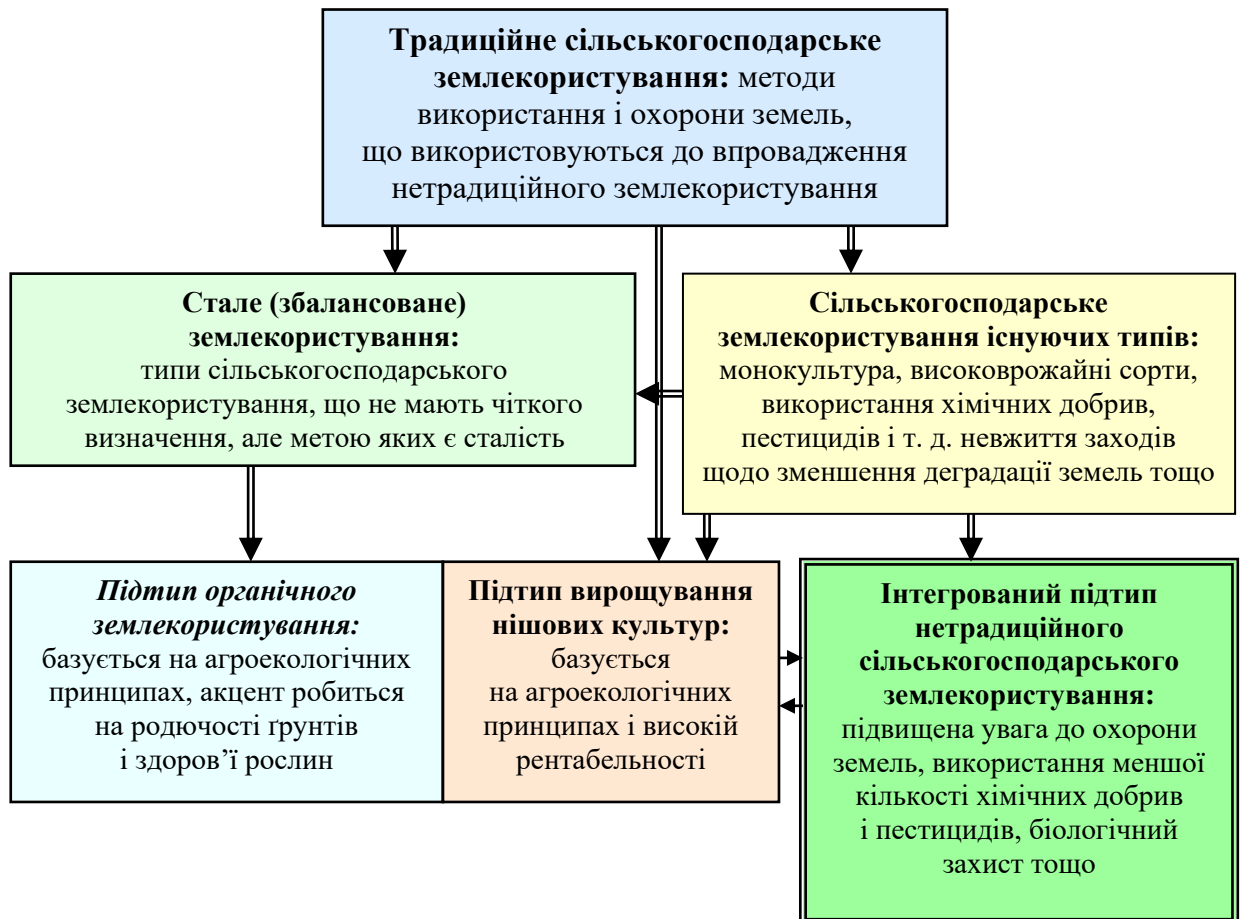 Традиційне сільськогосподарське
землекористування: методи
використання і охорони земель,
що використовуються до впровадження
нетрадиційного землекористування
Стале (збалансоване)
землекористування:
типи сільськогосподарського
землекористування, що не мають чіткого
визначення, але метою яких є сталість
Сільськогосподарське
землекористування існуючих типів:
монокультура, високоврожайні сорти,
використання хімічних добрив,
пестицидів і т. д. невжиття заходів
щодо зменшення деградації земель тощо
Підтип органічного
землекористування:
базується на агроекологічних
принципах, акцент робиться
на родючості ґрунтів
і здоров’ї рослин
Підтип вирощування
нішових культур:
базується
на агроекологічних
принципах і високій
рентабельності
Інтегрований підтип
нетрадиційного
сільськогосподарського
землекористування:
підвищена увага до охорони
земель, використання меншої
кількості хімічних добрив
і пестицидів, біологічний
захист тощо